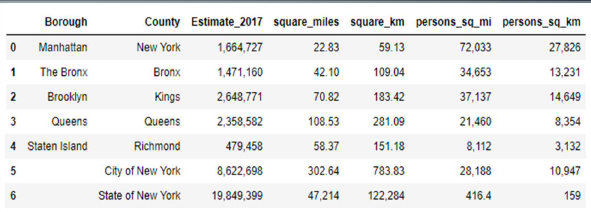 Borough County Estimate_2017 square_miles square_km persons_sq_mi persons_sq_km
0 Manhattan New York 1,664,727 22.83 59.13 72,033 27,826
1 The Bronx Bronx 1,471,160 42.10 109.04 34,653 13,231
2 Brooklyn Kings 2,648,771 70.82 183.42 37,137 14,649
3 Queens Queens 2,358,582 108.53 281.09 21,460 8,354
4 Staten Island Richmond 479,458 58.37 151.18 8,112 3,132
5 City of New York 8,622,698 302.64 783.83 28,188 10,947
6 State of New York 19,849,399 47,214 122,284 416.4 159